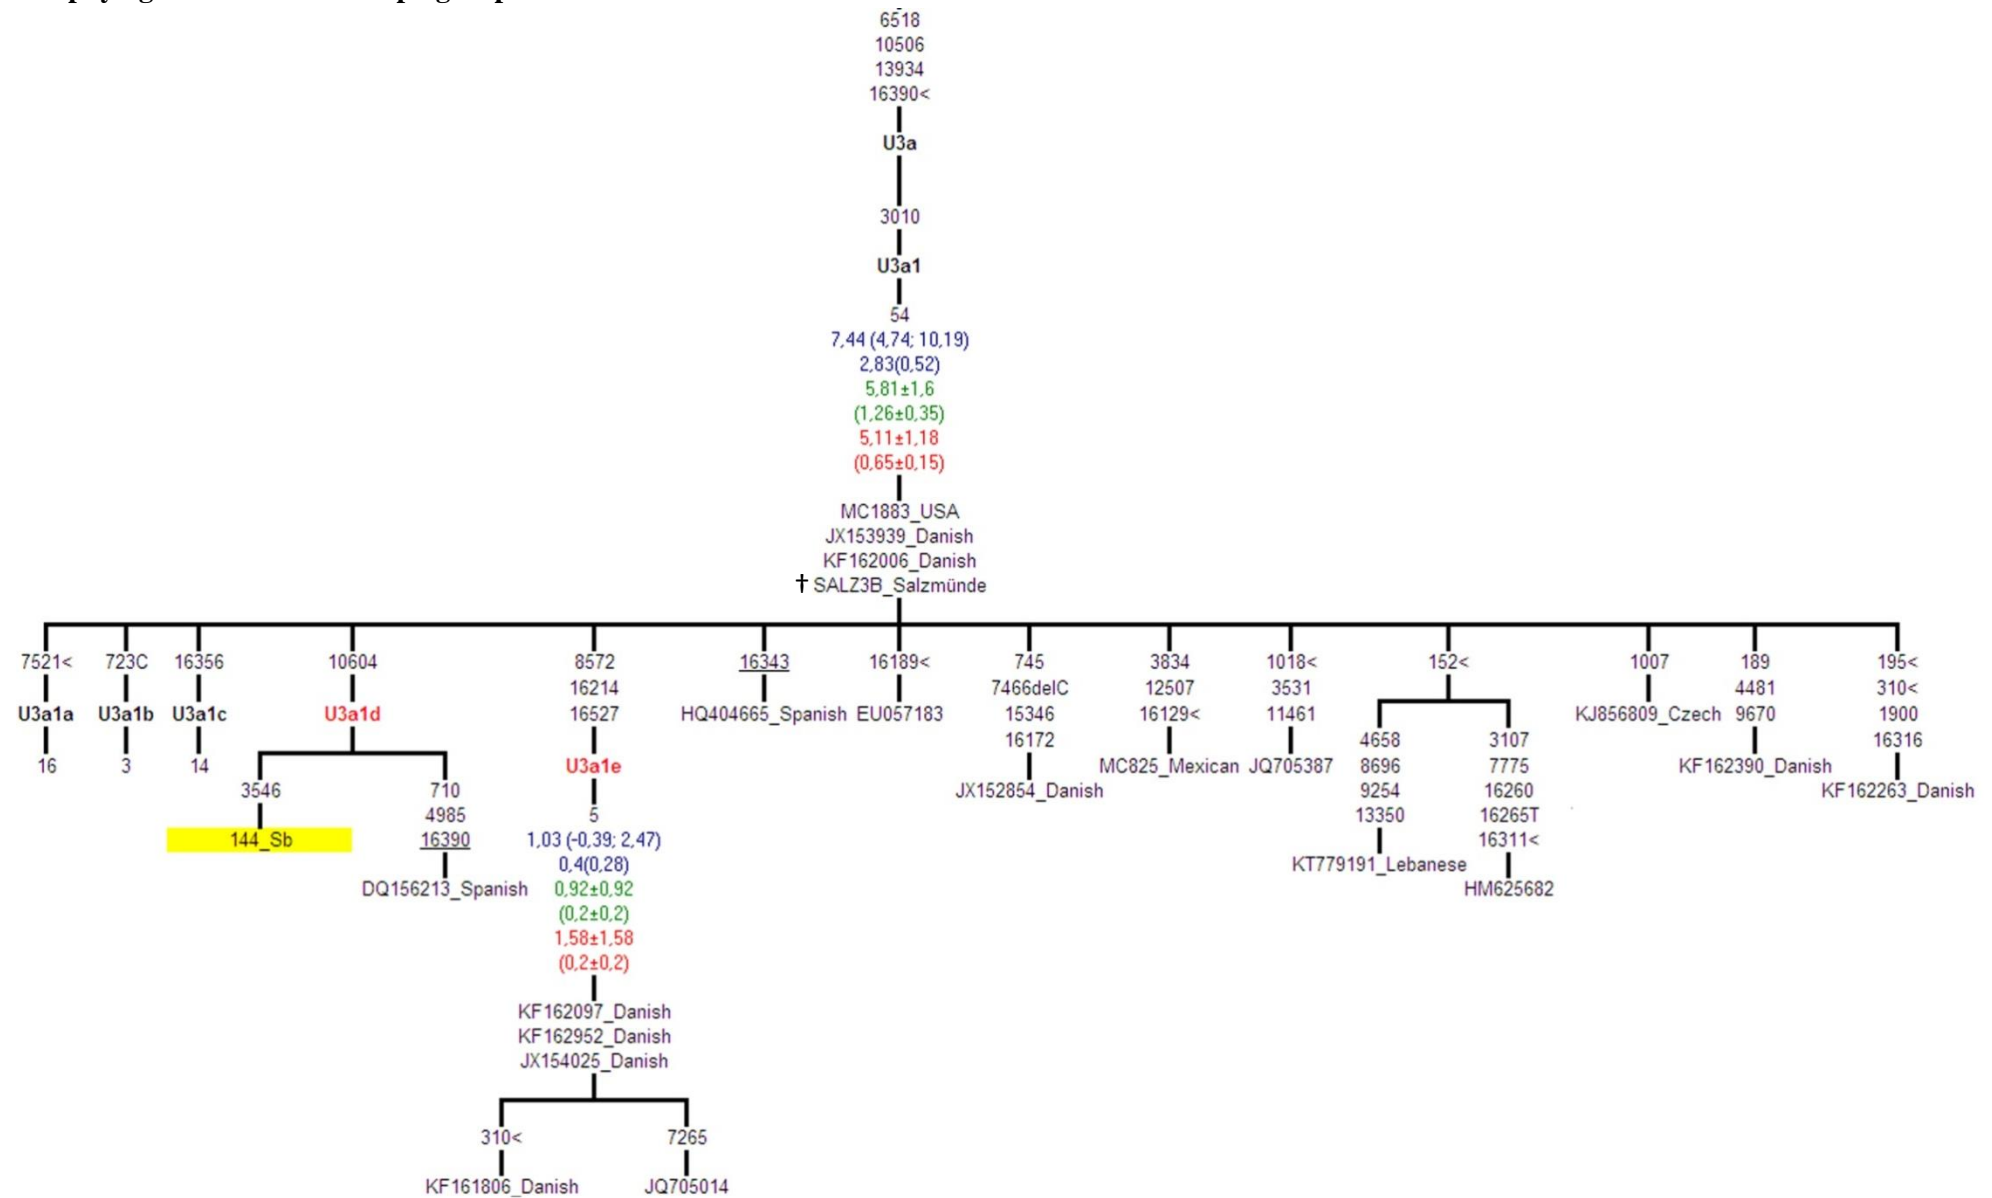 6518
10506
13934
16390<
U3a
3010
U3a1
54
7,44 (4,74; 10,19)
2,83(0,52)
5,81±1,6
(1,26±0,35)
5,11±1,18
(0,65±0,15)
MC1883_USA
JX153939_Danish
KF162006_Danish
† SALZ3B_Salzmünde
7521<
U3a1a
16
723C
U3a1b
3
16356
U3a1c
14
10604
U3a1d
3546
144_Sb
710
4985
16390
DQ156213_Spanish
8572
16214
16527
U3a1e
5
1,03 (-0,39; 2,47)
0,4(0,28)
0,92±0,92
(0,2±0,2)
1,58±1,58
(0,2±0,2)
KF162097_Danish
KF162952_Danish
JX154025_Danish
310<
KF161806_Danish
7265
JQ705014
16343
HQ404665_Spanish
16189<
EU057183
745
7466delC
15346
16172
JX152854_Danish
3834
12507
16129<
MC825_Mexican
1018<
3531
11461
JQ705387
152<
4658
8696
9254
13350
KT779191_Lebanese
3107
7775
16260
16265T
16311<
HM625682
1007
KJ856809_Czech
189
4481
9670
KF162390_Danish
195<
310<
1900
16316
KF162263_Danish